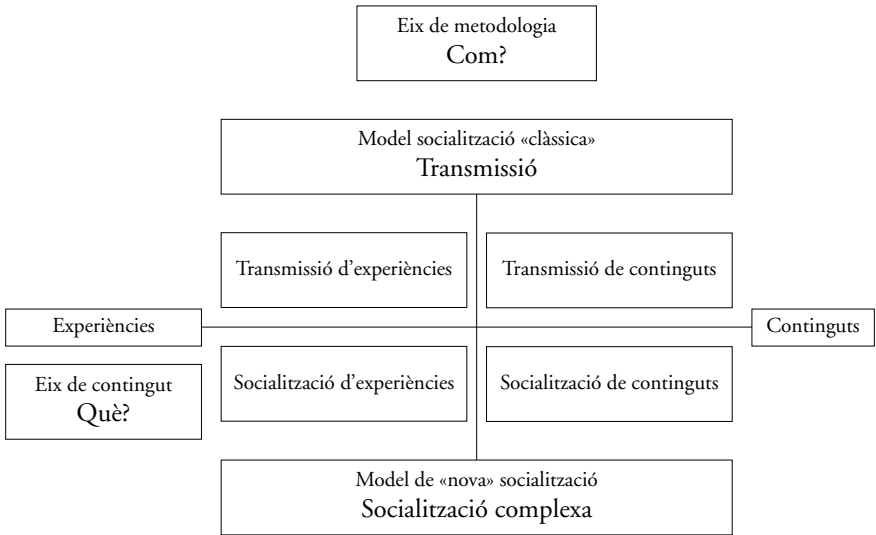 Eix de metodologia
Com?
Model socialització «clàssica»
Transmissió
Transmissió d’experiències
Transmissió de continguts
Experiències
Continguts
Eix de contingut
Què?
Socialització d’experiències
Socialització de continguts
Model de «nova» socialització
Socialització complexa